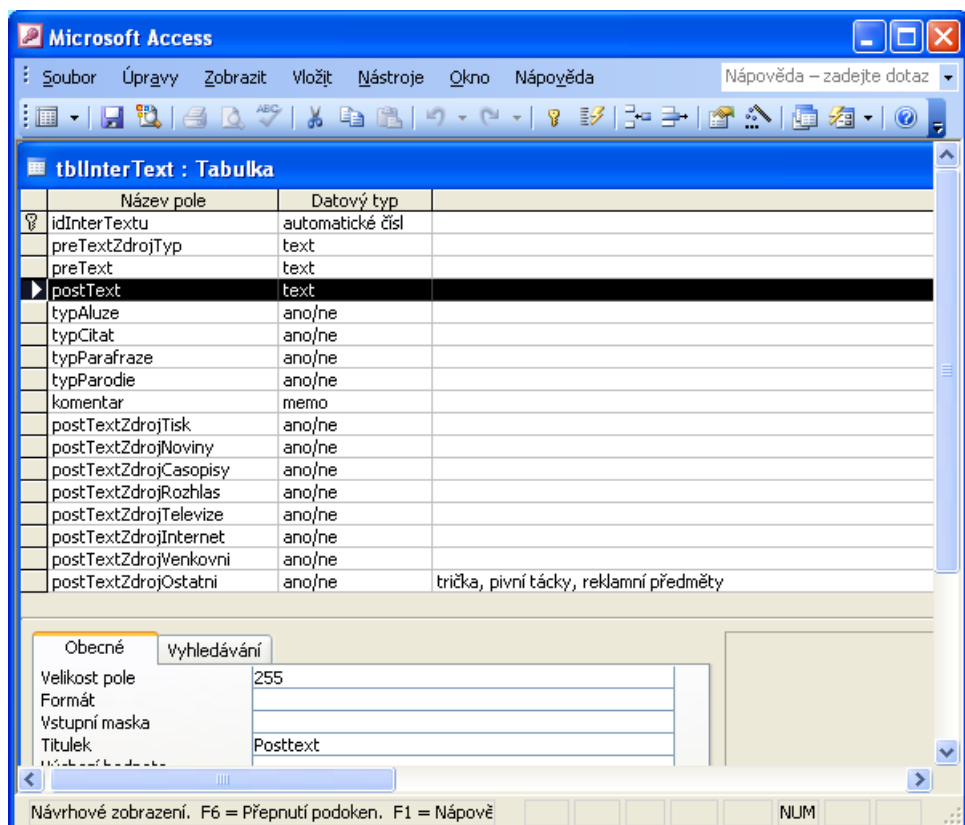 Microsoft Access
Soubor Úpravy Zobrazit Vložit Nástroje Okno Nápověda Nápověda – zadejte dotaz
ABC
tblInterText : Tabulka
Název pole Datový typ
idInterTextu automatické čísl
preTextZdrojTyp text
preText text
postText text
typAluze ano/ne
typCitat ano/ne
typParafraze ano/ne
typParodie ano/ne
komentar memo
postTextZdrojTisk ano/ne
postTextZdrojNoviny ano/ne
postTextZdrojCasopisy ano/ne
postTextZdrojRozhlas ano/ne
postTextZdrojTelevize ano/ne
postTextZdrojInternet ano/ne
postTextZdrojVenkovni ano/ne
postTextZdrojOstatni ano/ne trička, pivní tácky, reklamní předměty
Obecné Vyhledávání
Velikost pole 255
Formát
Vstupní maska
Titulek Posttext
Návrhové zobrazení. F6 = Přepnutí podoken. F1 = Nápově NUM